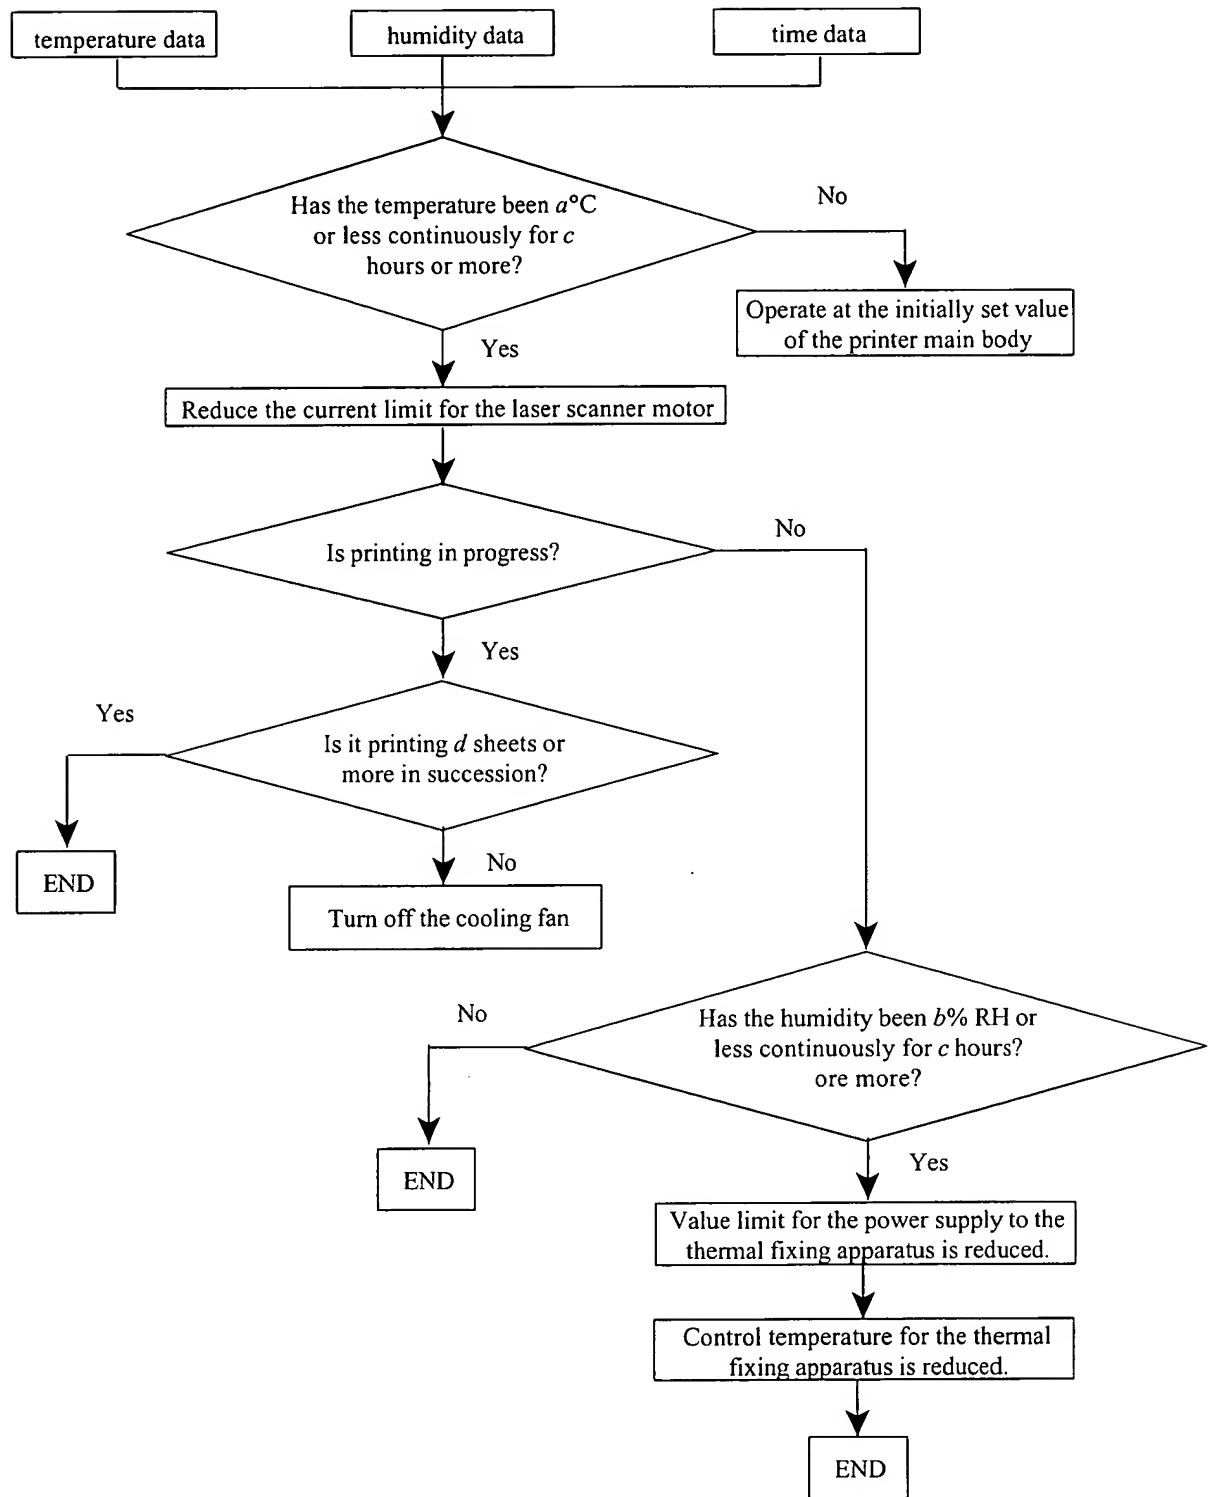 temperature data
humidity data
time data
Has the temperature been a°C
or less continuously for c
hours or more?
No
Operate at the initially set value
of the printer main body
Yes
Reduce the current limit for the laser scanner motor
Is printing in progress?
No
Yes
Yes
Is it printing d sheets or
more in succession?
END
No
Turn off the cooling fan
No
Has the humidity been b% RH or
less continuously for c hours?
ore more?
END
Yes
Value limit for the power supply to the
thermal fixing apparatus is reduced.
Control temperature for the thermal
fixing apparatus is reduced.
END